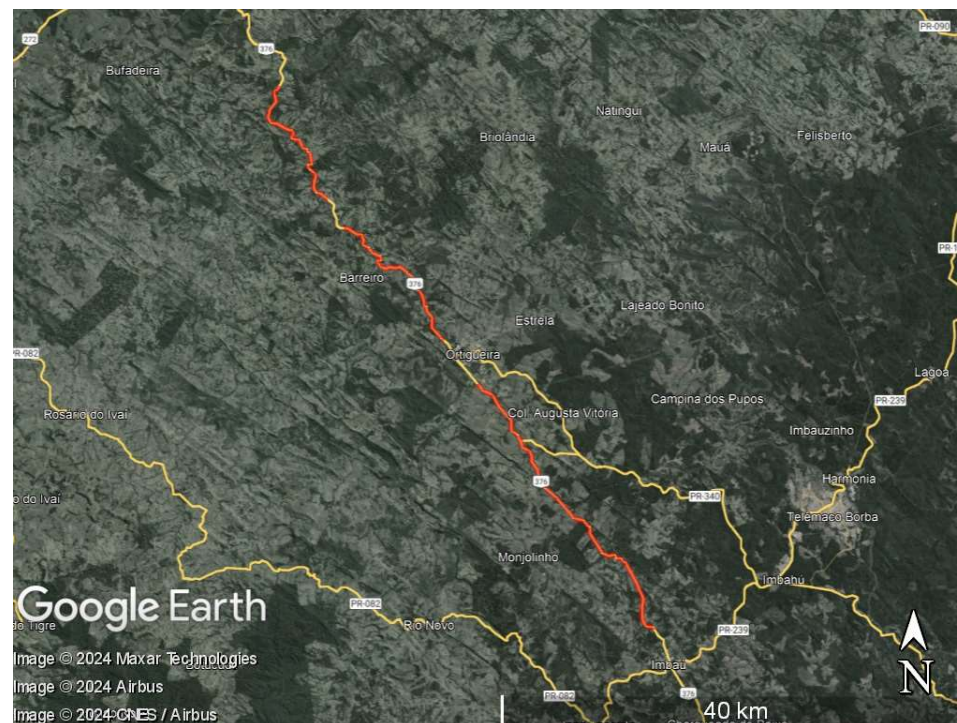 PR-090
272
376
Bufadeira
Natingui
Briolândia
Felisberto
Mauá
PR-1
Barreiro
376
Lajeado Bonito
Estrela
PR-082
Ortigueira
Lagoa
Campina dos Pupos
PR-239
Rosário do Ivaí
Col. Augusta Vitória
Imbauzinho
Harmonia
376
o do Ivaí
PR-340
Telêmaco Borba
Monjolinho
Imbahú
Google Earth
PR-082
do Tigre
Rio Novo
PR-239
N
Image © 2024 Maxar Technologies
Imbaú
Image © 2024 Airbus
376
PR-082
Image © 2024 CNES / Airbus
40 km